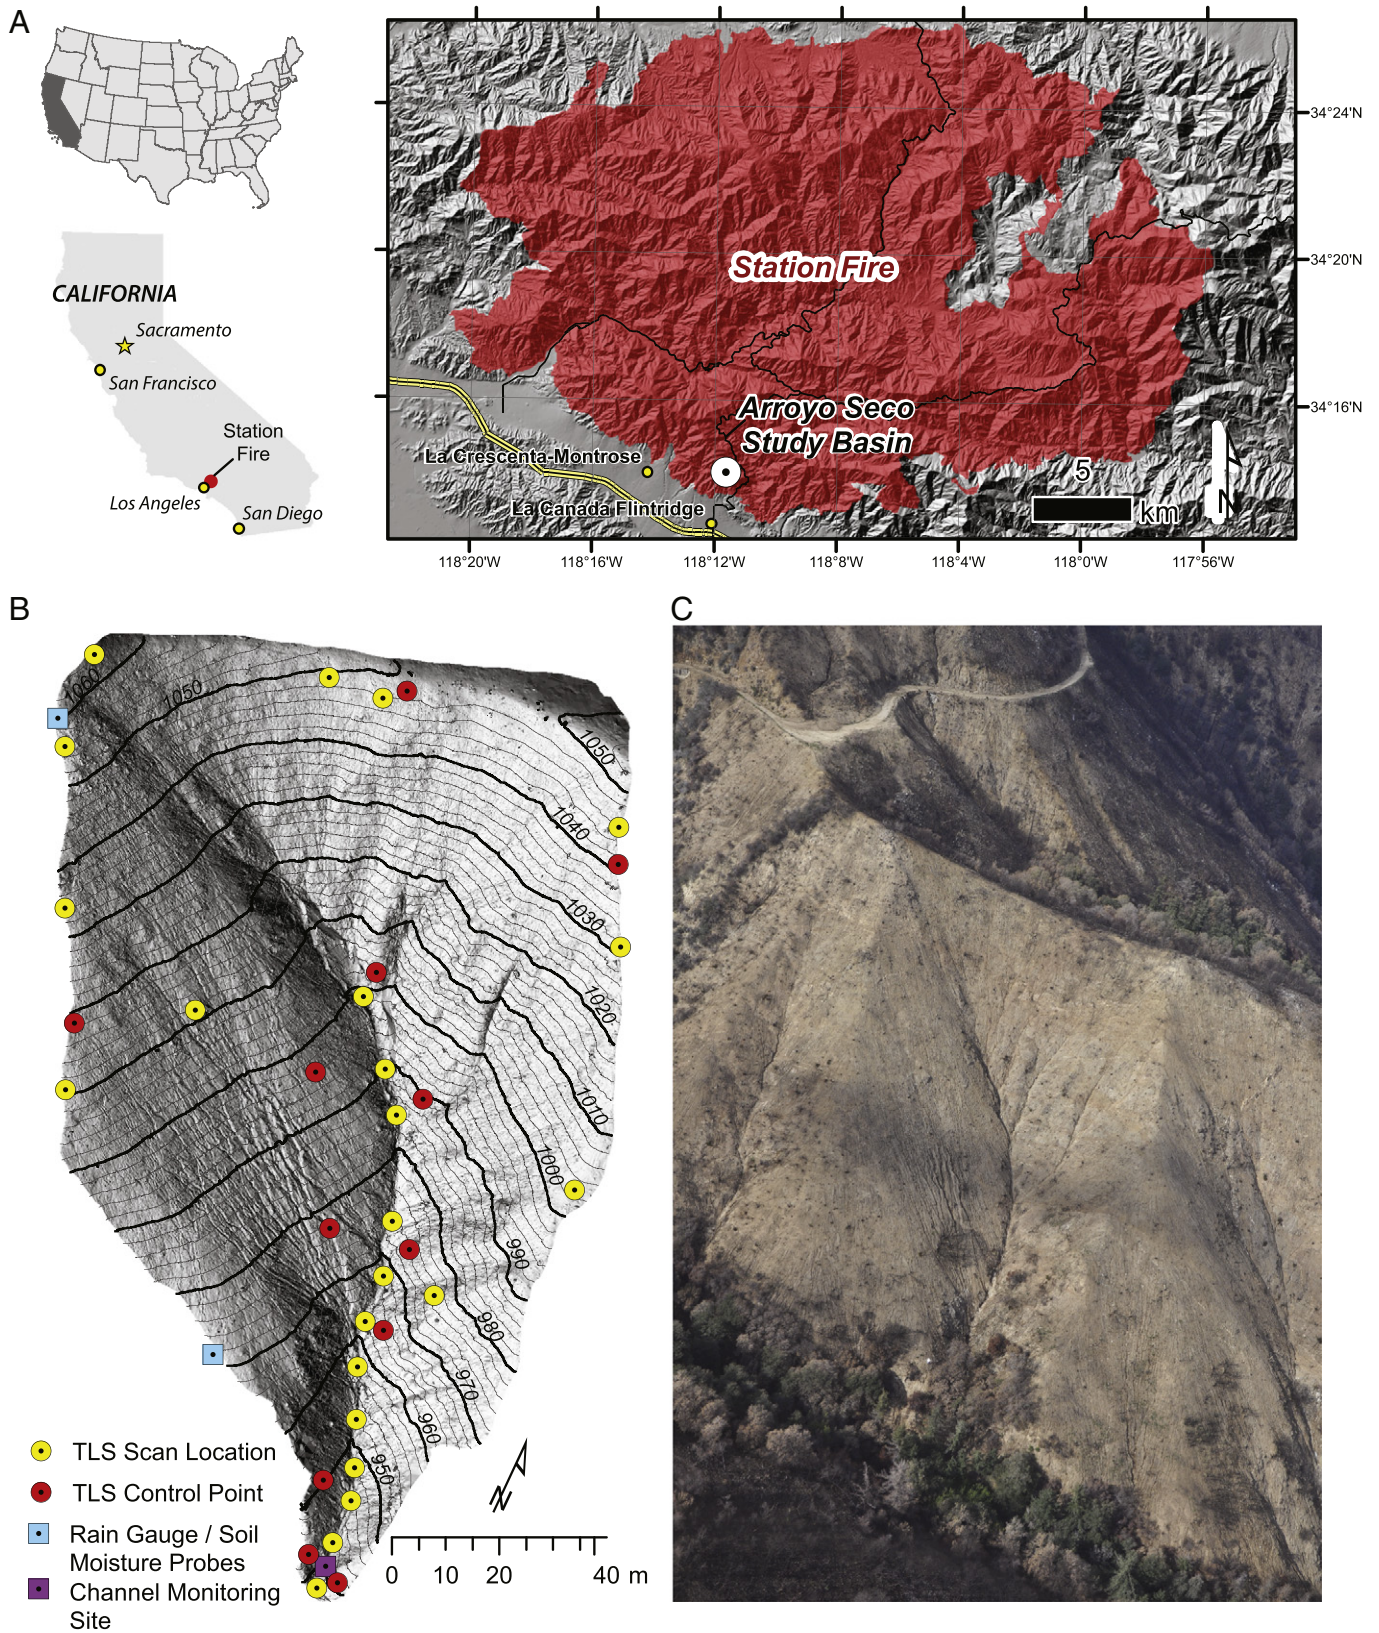 A
CALIFORNIA
Sacramento
San Francisco
Station
Fire
Los Angeles
San Diego
Station Fire
Arroyo Seco
Study Basin
La Crescenta-Montrose
La Canada Flintridge
5
km
N
34°24'N
34°20'N
34°16'N
118°20'W
118°16'W
118°12'W
118°8'W
118°4'W
118°0'W
117°56'W
B
1060
1050
1050
1040
1030
1020
1010
1000
990
980
970
960
950
N
0
10
20
40 m
TLS Scan Location
TLS Control Point
Rain Gauge / Soil
Moisture Probes
Channel Monitoring
Site
C